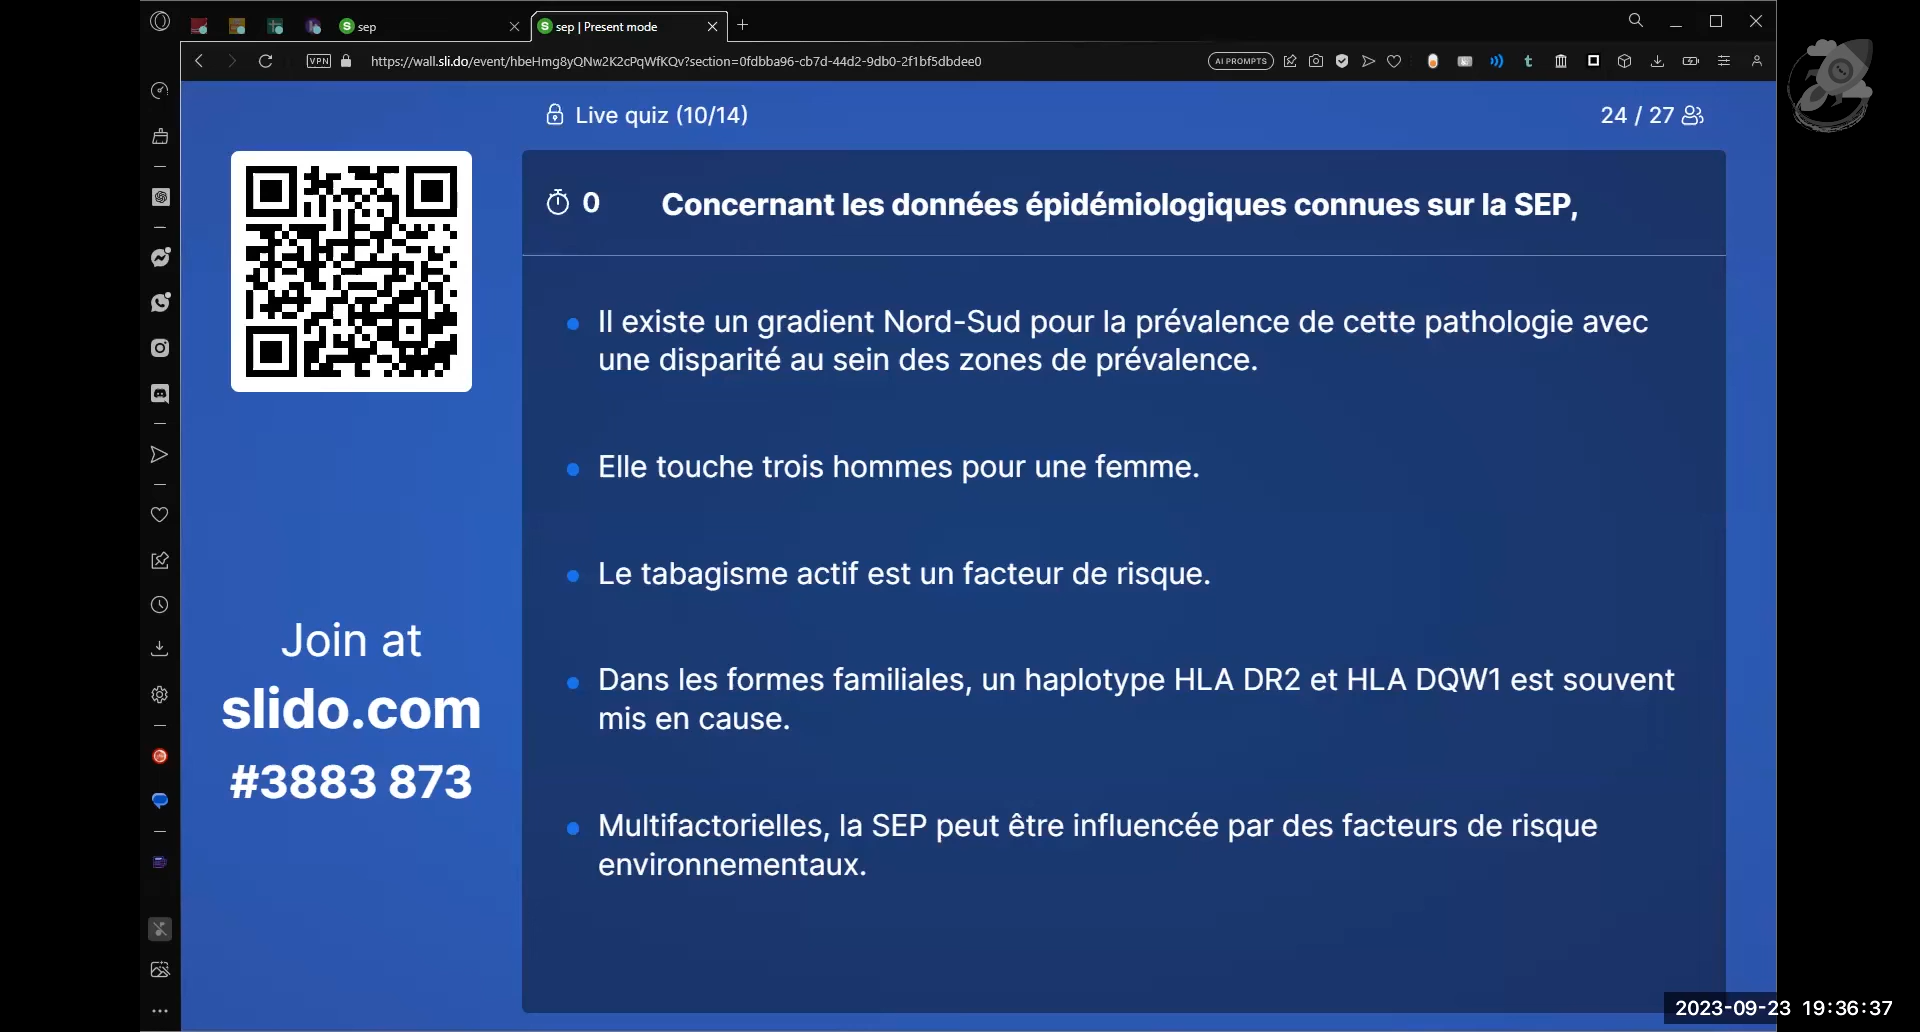 sep
sep | Present mode
VPN
https://wall.sli.do/event/hbeHmg8yQNw2K2cPqWfKQv?section=0fdbba96-cb7d-44d2-9db0-2f1bf5dbdee0
AI PROMPTS
Live quiz (10/14)
24 / 27
0
Concernant les données épidémiologiques connues sur la SEP,
Il existe un gradient Nord-Sud pour la prévalence de cette pathologie avec
une disparité au sein des zones de prévalence.
Elle touche trois hommes pour une femme.
Le tabagisme actif est un facteur de risque.
Dans les formes familiales, un haplotype HLA DR2 et HLA DQW1 est souvent
mis en cause.
Multifactorielles, la SEP peut être influencée par des facteurs de risque
environnementaux.
Join at
slido.com
#3883 873
2023-09-23 19:36:37